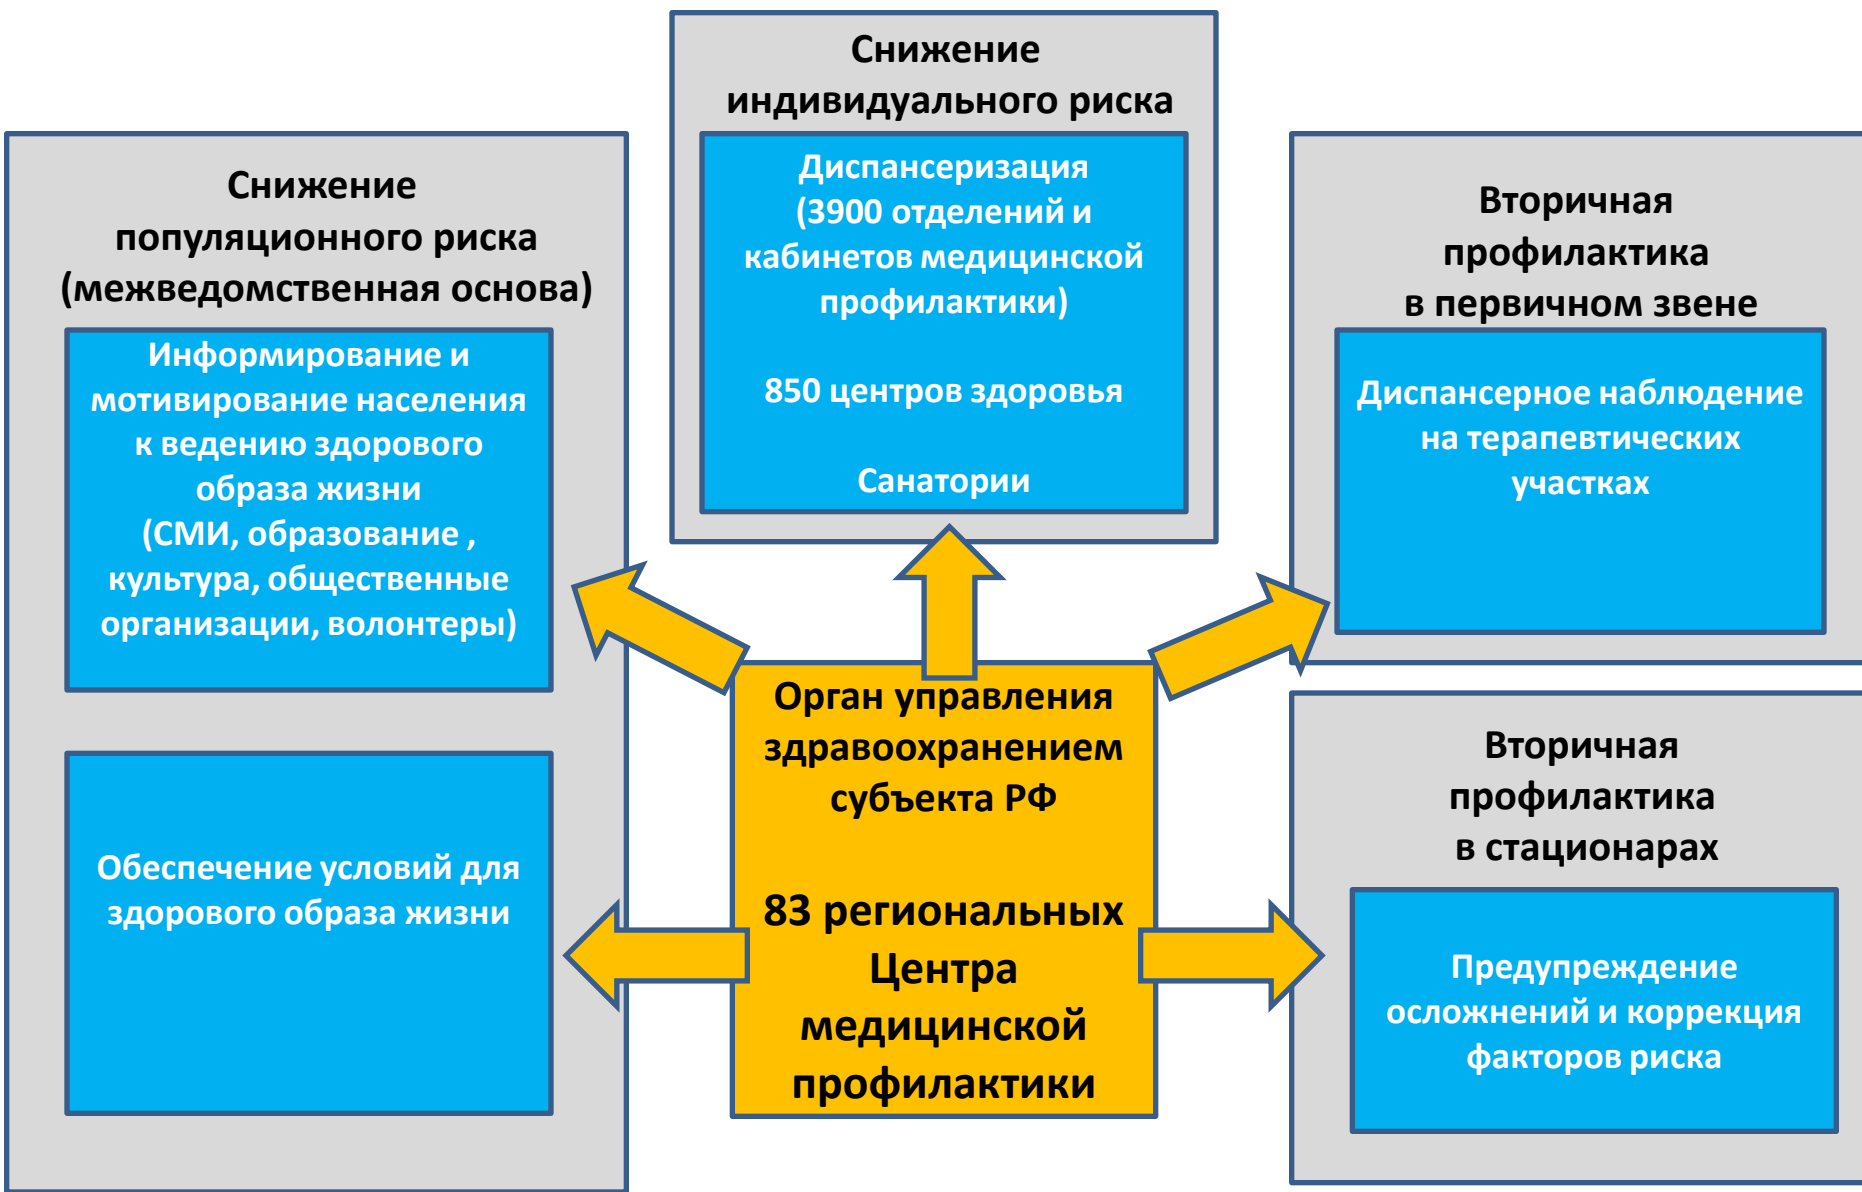 Снижение
индивидуального риска
Диспансеризация
(3900 отделений и
кабинетов медицинской
профилактики)
850 центров здоровья
Санатории
Снижение
популяционного риска
(межведомственная основа)
Информирование и
мотивирование населения
к ведению здорового
образа жизни
(СМИ, образование ,
культура, общественные
организации, волонтеры)
Обеспечение условий для
здорового образа жизни
Орган управления
здравоохранением
субъекта РФ
83 региональных
Центра
медицинской
профилактики
Вторичная
профилактика
в первичном звене
Диспансерное наблюдение
на терапевтических
участках
Вторичная
профилактика
в стационарах
Предупреждение
осложнений и коррекция
факторов риска